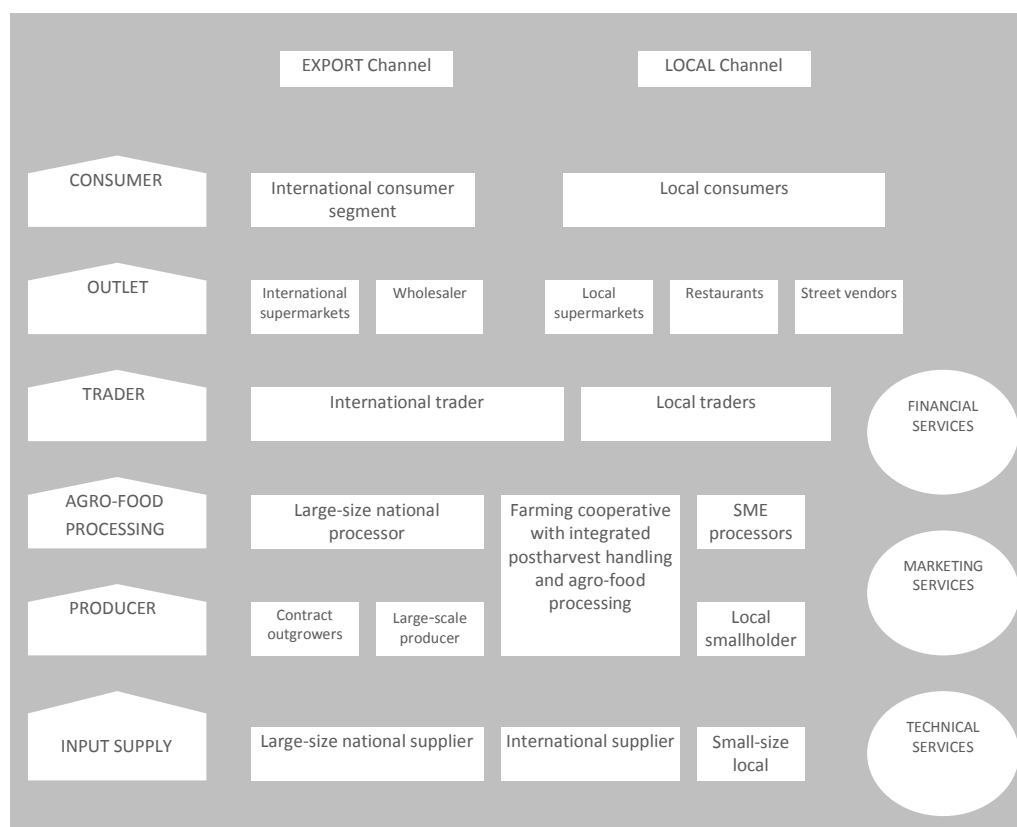 EXPORT Channel
LOCAL Channel
CONSUMER
International consumer
segment
Local consumers
OUTLET
International
supermarkets
Wholesaler
Local
supermarkets
Restaurants
Street vendors
TRADER
International trader
Local traders
FINANCIAL
SERVICES
AGRO-FOOD
PROCESSING
Large-size national
processor
Farming cooperative
with integrated
postharvest handling
and agro-food
processing
SME
processors
MARKETING
SERVICES
PRODUCER
Contract
outgrowers
Large-scale
producer
Local
smallholder
INPUT SUPPLY
Large-size national supplier
International supplier
Small-size
local
TECHNICAL
SERVICES